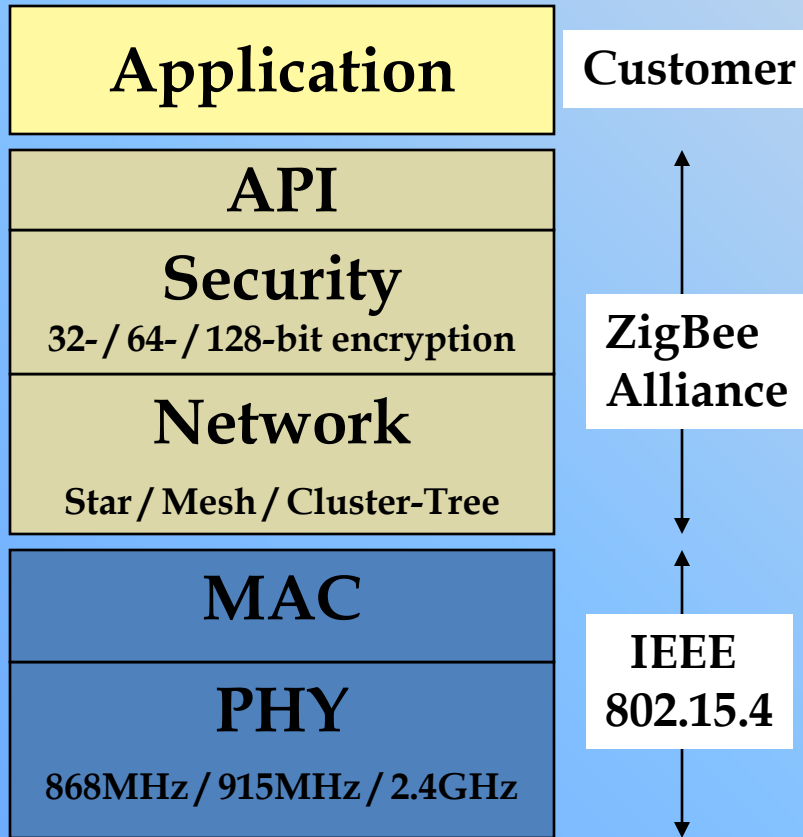 Application
Customer
API
Security
32- / 64- / 128-bit encryption
ZigBee
Alliance
Network
Star / Mesh / Cluster-Tree
MAC
IEEE
802.15.4
PHY
868MHz / 915MHz / 2.4GHz